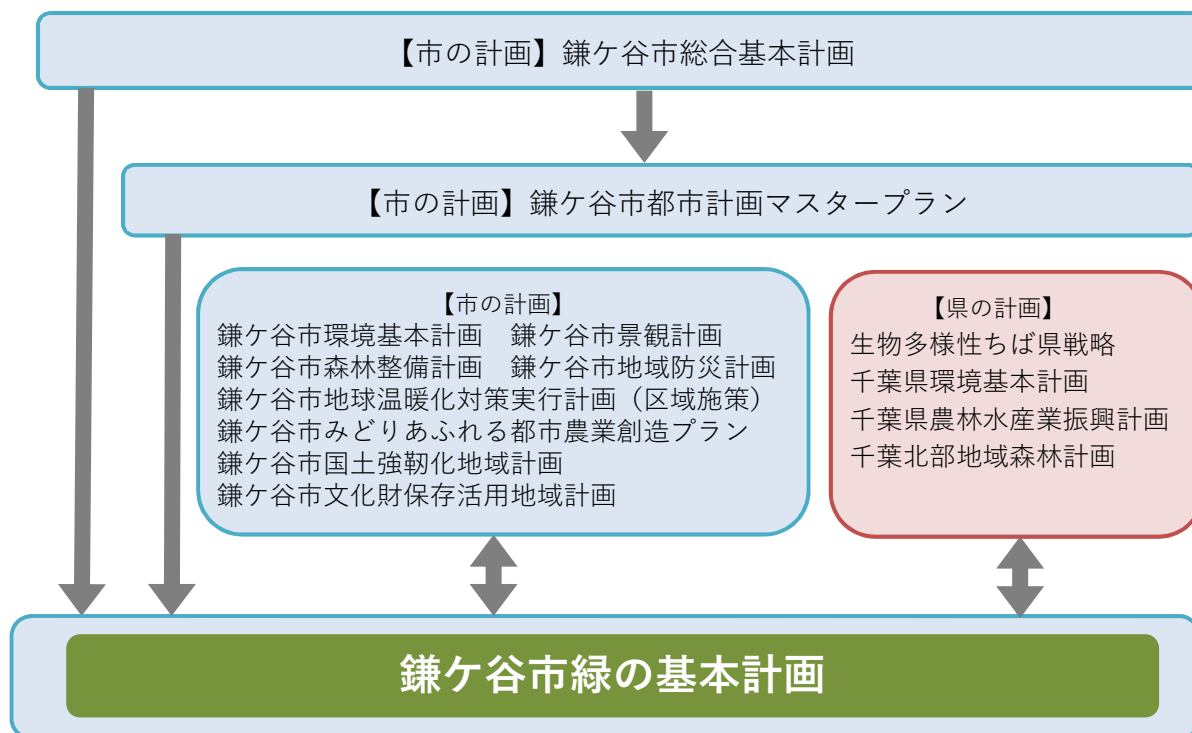 【市の計画】鎌ケ谷市総合基本計画
【市の計画】鎌ケ谷市都市計画マスタープラン
【市の計画】
鎌ケ谷市環境基本計画　鎌ケ谷市景観計画
鎌ケ谷市森林整備計画　鎌ケ谷市地域防災計画
鎌ケ谷市地球温暖化対策実行計画（区域施策）
鎌ケ谷市みどりあふれる都市農業創造プラン
鎌ケ谷市国土強靭化地域計画
鎌ケ谷市文化財保存活用地域計画
【県の計画】
生物多様性ちば県戦略
千葉県環境基本計画
千葉県農林水産業振興計画
千葉北部地域森林計画
鎌ケ谷市緑の基本計画